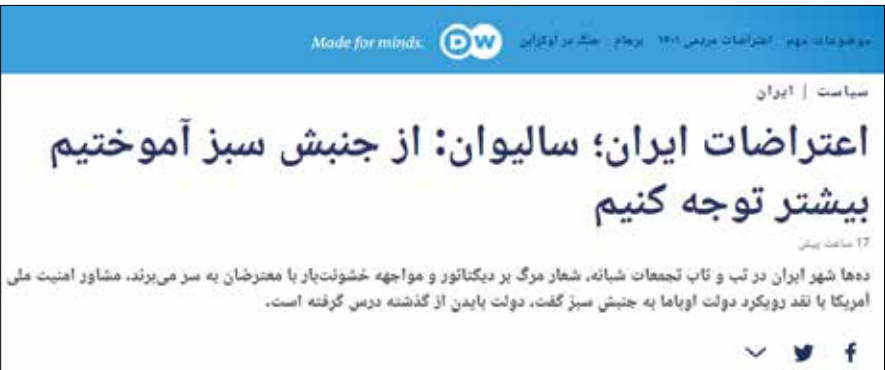 موضوعات مهم اعتراضات مردمی ۱۴۰۱ برجام جنگ در اوکراین DW Made for minds.
سیاست | ایران
اعتراضات ایران؛ سالیوان: از جنبش سبز آموختیم
بیشتر توجه کنیم
17 ساعت پیش
ده‌ها شهر ایران در تب و تاب تجمعات شبانه، شعار مرگ بر دیکتاتور و مواجهه خشونت‌بار با معترضان به سر می‌برند. مشاور امنیت ملی
آمریکا با نقد رویکرد دولت اوباما به جنبش سبز گفت، دولت بایدن از گذشته درس گرفته است.